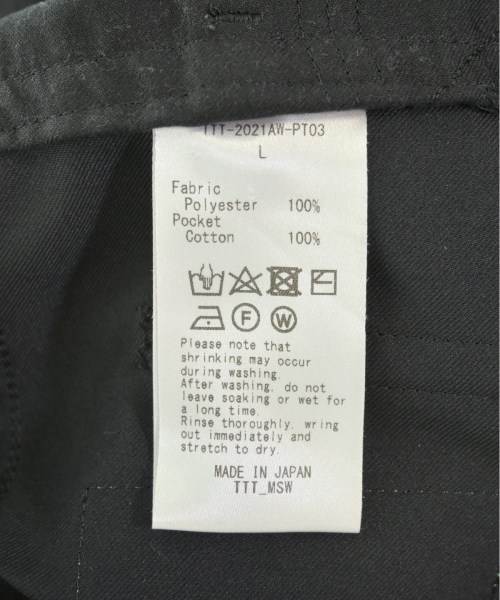 TTT-2021AW-PT03
L
Fabric
Polyester 100%
Pocket
Cotton 100%
F W
Please note that
shrinking may occur
during washing.
After washing, do not
leave soaking or wet for
a long time.
Rinse thoroughly, wring
out immediately and
stretch to dry.
MADE IN JAPAN
TTT_MSW